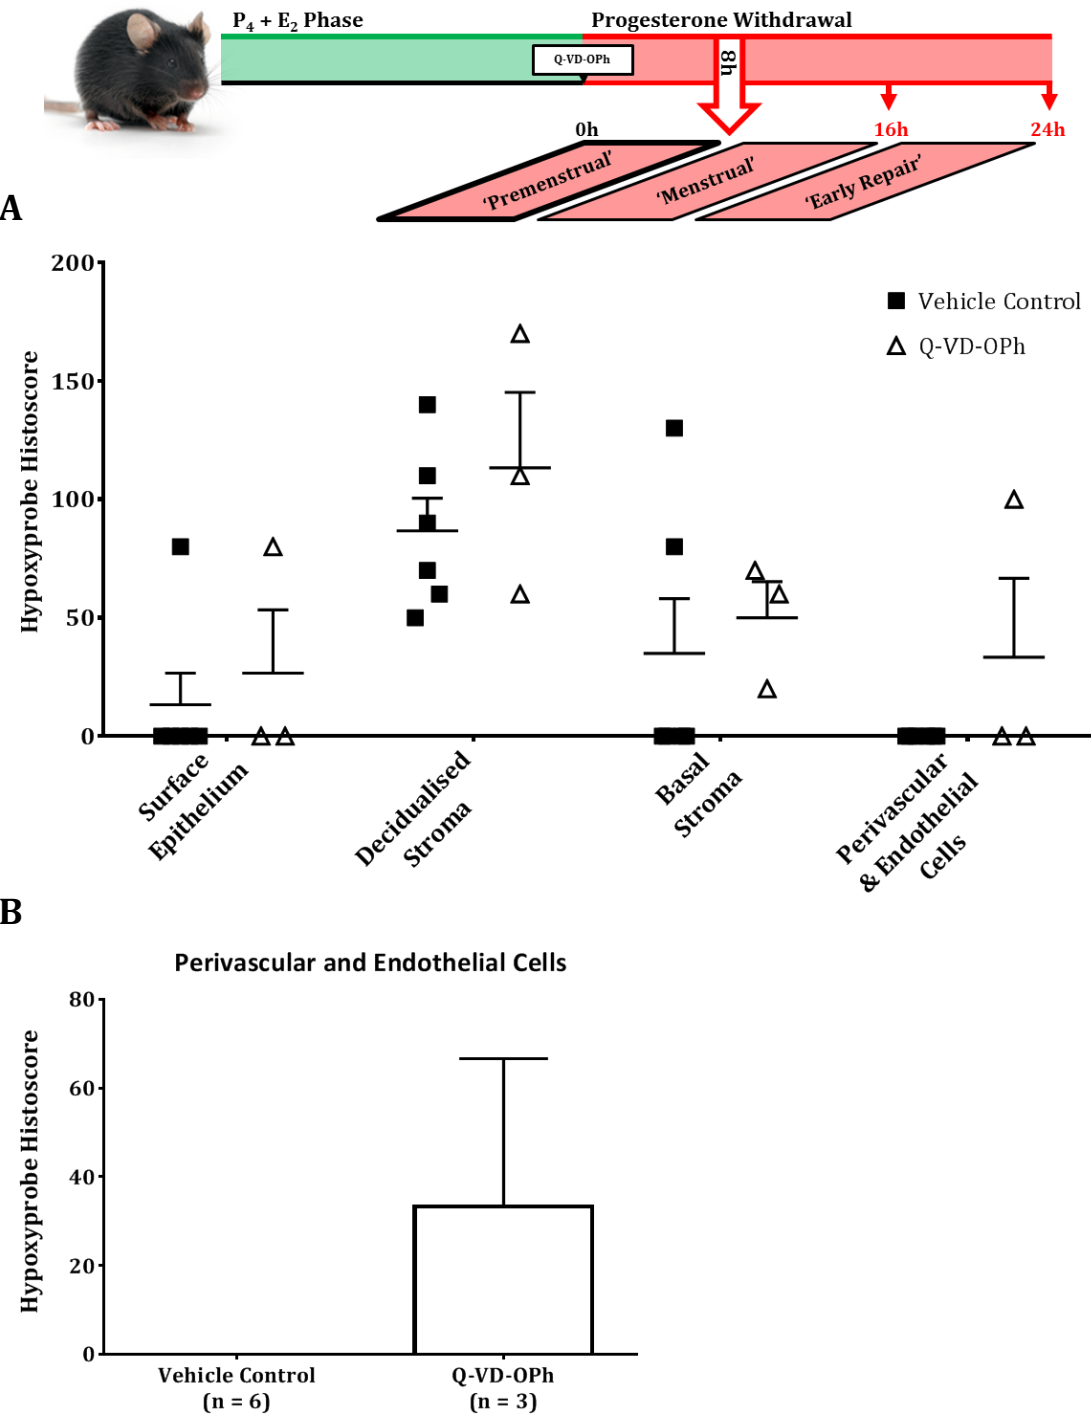 P4 + E2 Phase
Progesterone Withdrawal
Q-VD-OPh
8h
0h
16h
24h
‘Premenstrual’
‘Menstrual’
‘Early Repair’
A
200
150
100
50
0
Hypoxyprobe Histoscore
Vehicle Control
Q-VD-OPh
Surface
Epithelium
Decidualised
Stroma
Basal
Stroma
Perivascular
& Endothelial
Cells
B
Perivascular and Endothelial Cells
80
60
40
20
0
Hypoxyprobe Histoscore
Vehicle Control
(n = 6)
Q-VD-OPh
(n = 3)